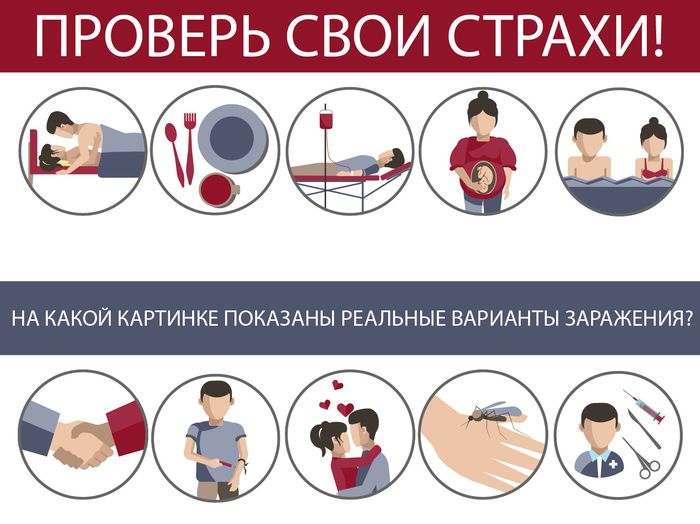 ПРОВЕРЬ СВОИ СТРАХИ!
НА КАКОЙ КАРТИНКЕ ПОКАЗАНЫ РЕАЛЬНЫЕ ВАРИАНТЫ ЗАРАЖЕНИЯ?